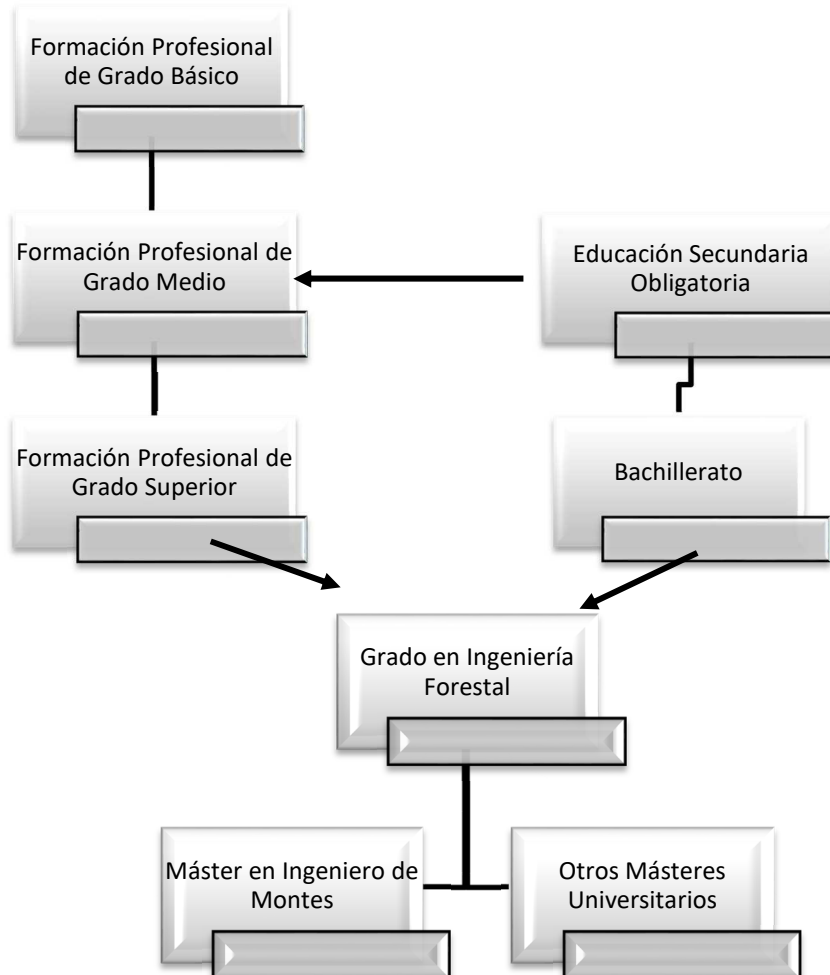 Formación Profesional
de Grado Básico
Formación Profesional de
Grado Medio
Educación Secundaria
Obligatoria
Formación Profesional de
Grado Superior
Bachillerato
Grado en Ingeniería
Forestal
Máster en Ingeniero de
Montes
Otros Másteres
Universitarios